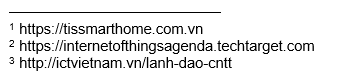 ¹ https://tissmarthome.com.vn
² https://internetofthingsagenda.techtarget.com
³ http://ictvietnam.vn/lanh-dao-cntt